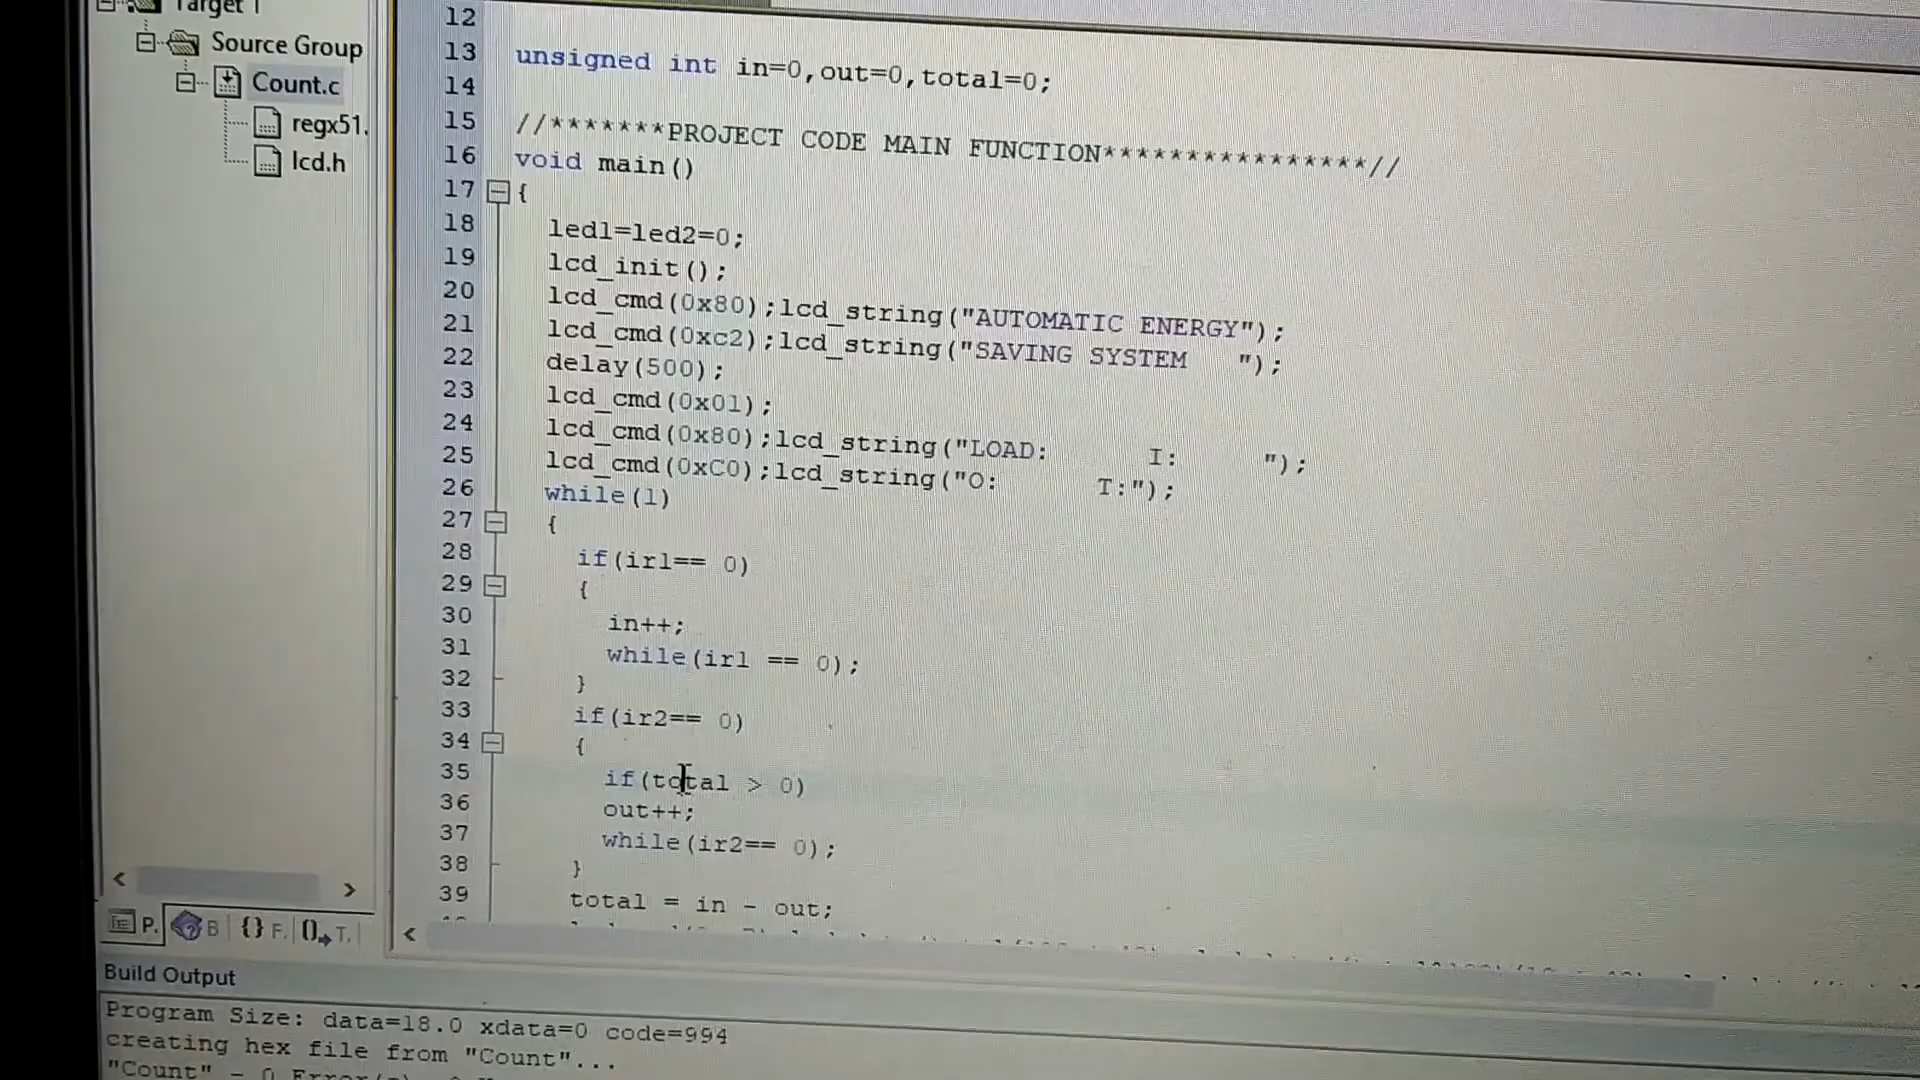 Target 1
Source Group
Count.c
regx51.
lcd.h
12
13 unsigned int in=0,out=0,total=0;
14
15 //*******PROJECT CODE MAIN FUNCTION****************//
16 void main()
17 {
18 led1=led2=0;
19 lcd_init();
20 lcd_cmd(0x80);lcd_string("AUTOMATIC ENERGY");
21 lcd_cmd(0xc2);lcd_string("SAVING SYSTEM   ");
22 delay(500);
23 lcd_cmd(0x01);
24 lcd_cmd(0x80);lcd_string("LOAD:      I:     ");
25 lcd_cmd(0xC0);lcd_string("O:      T:");
26 while(1)
27 {
28 if(ir1== 0)
29 {
30 in++;
31 while(ir1 == 0);
32 }
33 if(ir2== 0)
34 {
35 if(total > 0)
36 out++;
37 while(ir2== 0);
38 }
39 total = in - out;
P. B {} F. 0 T.
Build Output
Program Size: data=18.0 xdata=0 code=994
creating hex file from "Count"...
"Count" - 0 Error